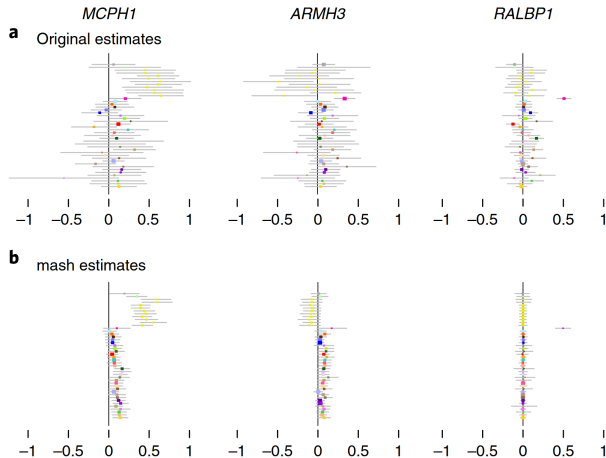 MCPH1 ARMH3 RALBP1
a Original estimates
−1 −0.5 0 0.5 1 −1 −0.5 0 0.5 1 −1 −0.5 0 0.5 1
b mash estimates
−1 −0.5 0 0.5 1 −1 −0.5 0 0.5 1 −1 −0.5 0 0.5 1